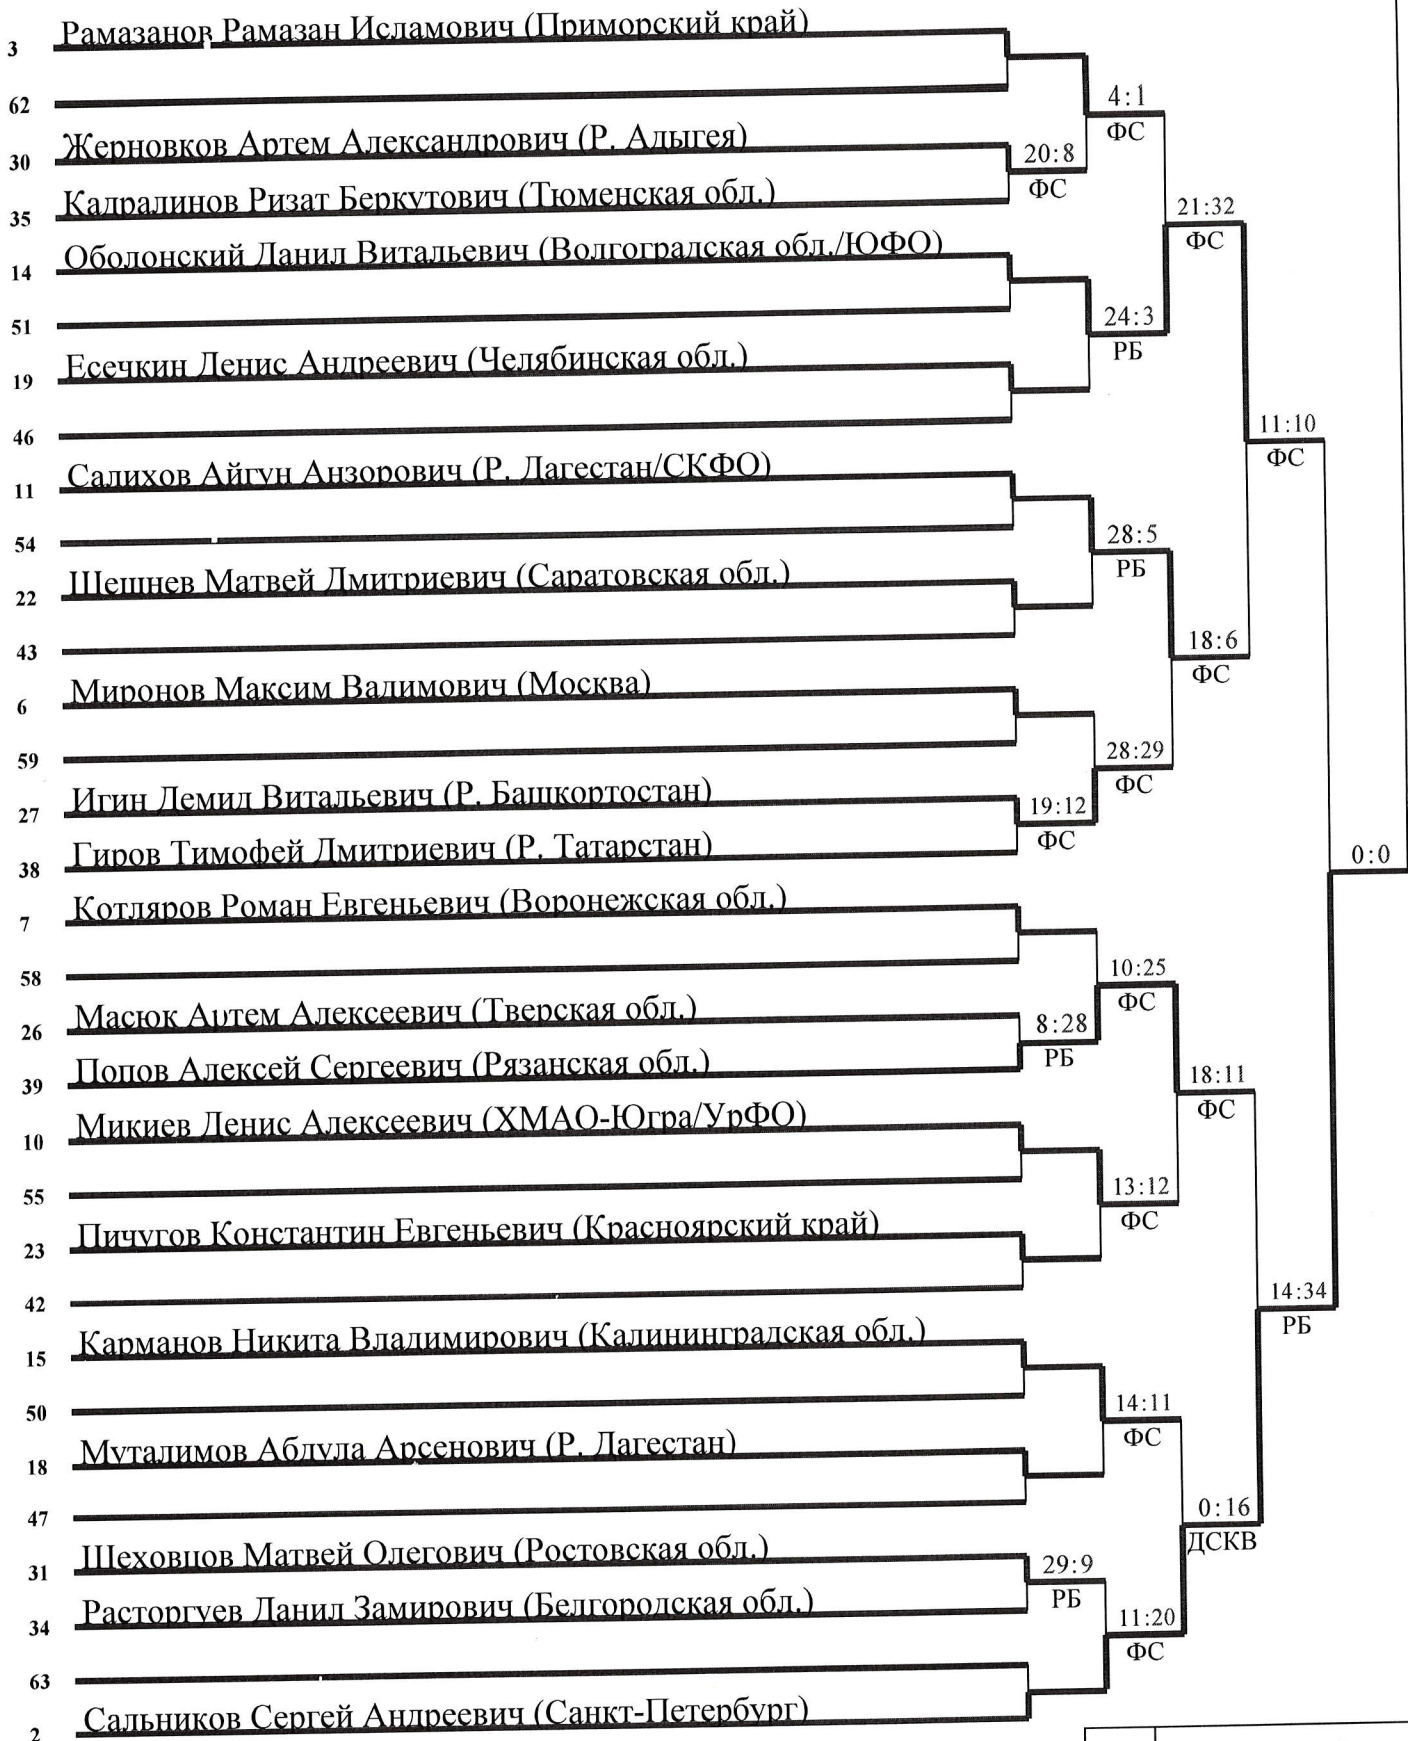 3 Рамазанов Рамазан Исламович (Приморский край)
62
4:1
ФС
30 Жерновков Артем Александрович (Р. Адыгея)
20:8
ФС
35 Кадралинов Ризат Беркутович (Тюменская обл.)
21:32
ФС
14 Оболонский Данил Витальевич (Волгоградская обл./ЮФО)
51
24:3
РБ
19 Есечкин Денис Андреевич (Челябинская обл.)
46
11:10
ФС
11 Салихов Айгун Анзорович (Р. Дагестан/СКФО)
54
28:5
РБ
22 Шешнев Матвей Дмитриевич (Саратовская обл.)
43
18:6
ФС
6 Миронов Максим Вадимович (Москва)
59
28:29
ФС
27 Игин Демид Витальевич (Р. Башкортостан)
19:12
ФС
38 Гиров Тимофей Дмитриевич (Р. Татарстан)
0:0
7 Котляров Роман Евгеньевич (Воронежская обл.)
58
10:25
ФС
26 Масюк Артем Алексеевич (Тверская обл.)
8:28
РБ
39 Попов Алексей Сергеевич (Рязанская обл.)
18:11
ФС
10 Микиев Денис Алексеевич (ХМАО-Югра/УрФО)
55
13:12
ФС
23 Пичугов Константин Евгеньевич (Красноярский край)
42
14:34
РБ
15 Карманов Никита Владимирович (Калининградская обл.)
50
14:11
ФС
18 Муталимов Абдула Арсенович (Р. Дагестан)
47
0:16
ДСКВ
31 Шеховцов Матвей Олегович (Ростовская обл.)
29:9
РБ
34 Расторгуев Данил Замирович (Белгородская обл.)
11:20
ФС
63
2 Сальников Сергей Андреевич (Санкт-Петербург)